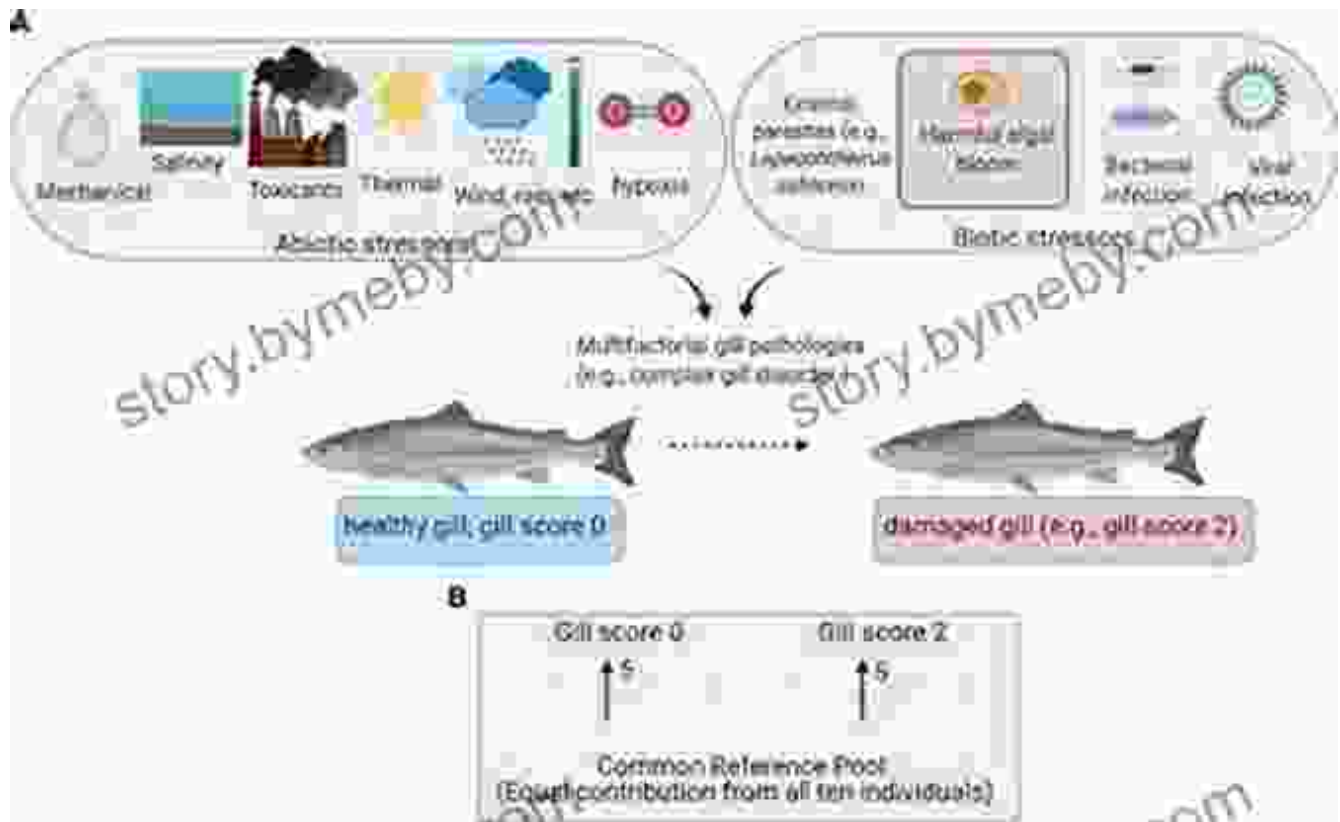 A
Mechanical
Salinity
Toxicants
Thermal
Wind,
hypoxia
Abiotic stressors
parasites (e.g.,
Harmful algal
bloom
Bacterial
infection
Viral
infection
Biotic stressors
Multifactorial gill pathologies
(e.g., complex gill disorder)
healthy gill, gill score 0
damaged gill (e.g., gill score 2)
B
Gill score 0
Gill score 2
5
5
Common Reference Pool
(Equal contribution from all ten individuals)
story.bymeby.com
story.bymeby.com